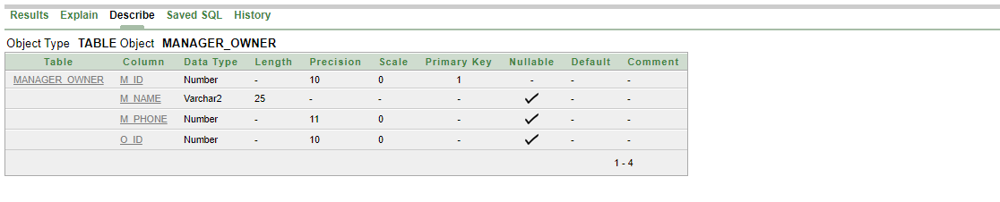 Results Explain Describe Saved SQL History
Object Type TABLE Object MANAGER_OWNER
Table Column Data Type Length Precision Scale Primary Key Nullable Default Comment
MANAGER_OWNER M_ID Number - 10 0 1 - - -
M_NAME Varchar2 25 - - - - -
M_PHONE Number - 11 0 - - -
O_ID Number - 10 0 - - -
1 - 4